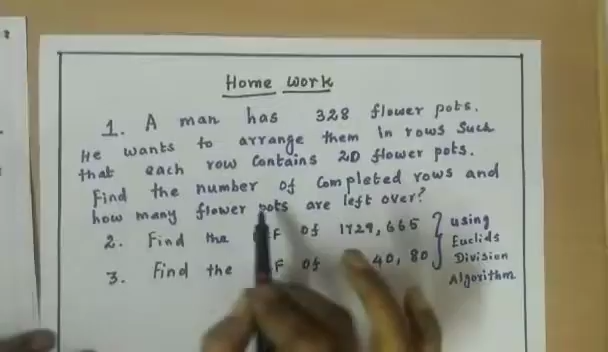 Home Work
1. A man has 328 flower pots.
He wants to arrange them in rows such
that each row contains 20 flower pots.
Find the number of completed rows and
how many flower pots are left over?
2. Find the F of 1729, 665 } using
Euclids
3. Find the F of 40, 80 Division
Algorithm